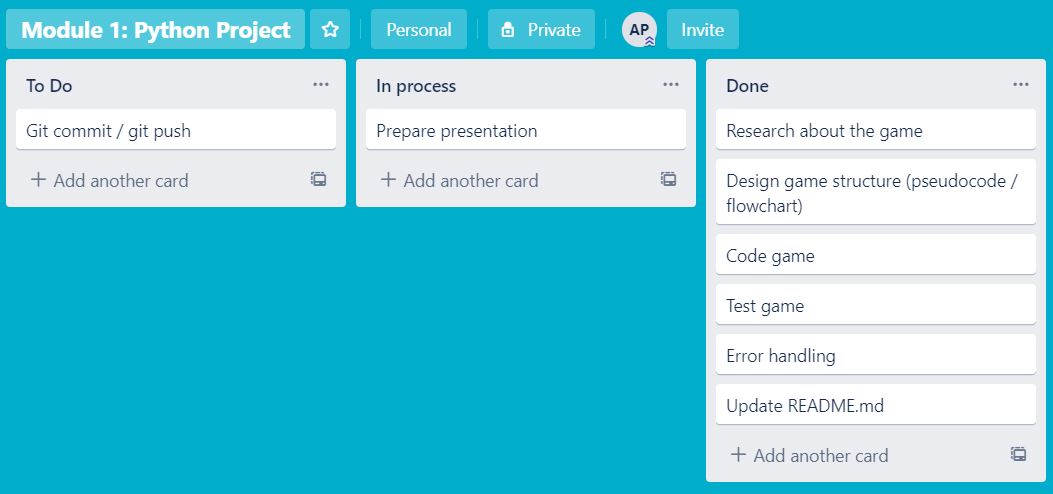 Module 1: Python Project
Personal
Private
AP
Invite
To Do
Git commit / git push
+ Add another card
In process
Prepare presentation
+ Add another card
Done
Research about the game
Design game structure (pseudocode /
flowchart)
Code game
Test game
Error handling
Update README.md
+ Add another card